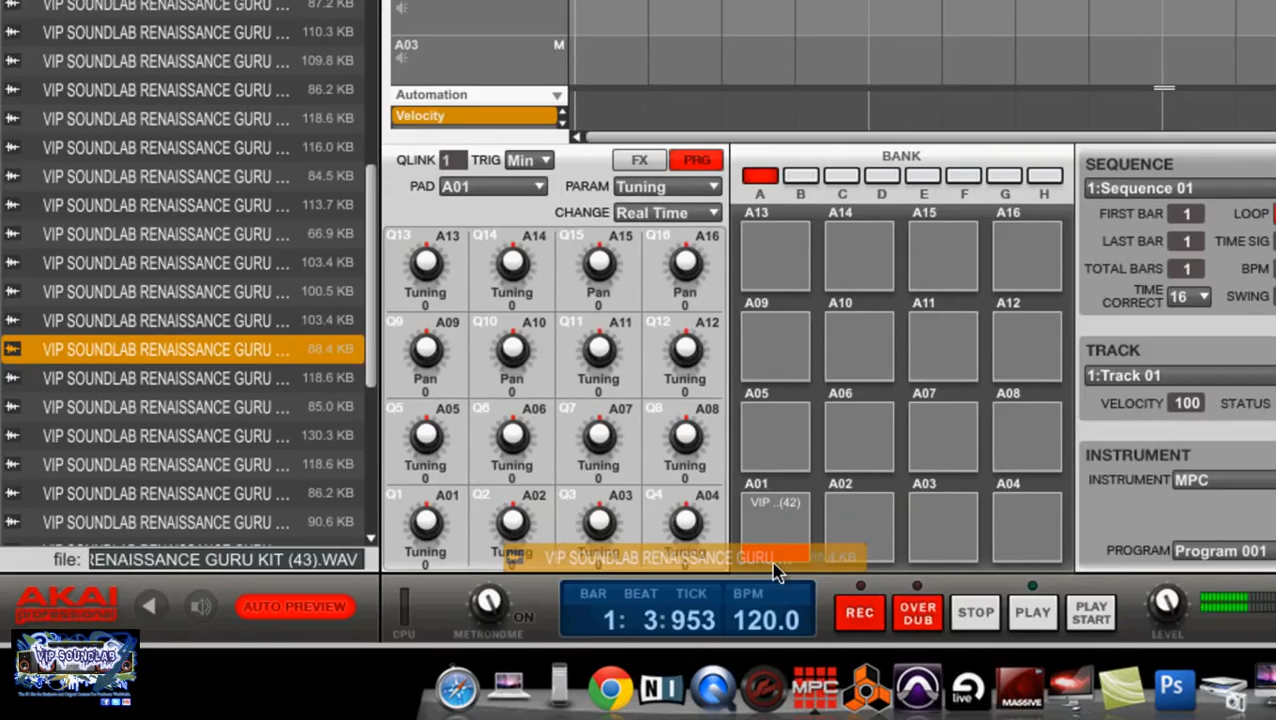 VIP SOUNDLAB RENAISSANCE GURU ... 87.2 KB
VIP SOUNDLAB RENAISSANCE GURU ... 110.3 KB
VIP SOUNDLAB RENAISSANCE GURU ... 109.8 KB
VIP SOUNDLAB RENAISSANCE GURU ... 86.2 KB
VIP SOUNDLAB RENAISSANCE GURU ... 118.6 KB
VIP SOUNDLAB RENAISSANCE GURU ... 116.0 KB
VIP SOUNDLAB RENAISSANCE GURU ... 84.5 KB
VIP SOUNDLAB RENAISSANCE GURU ... 113.7 KB
VIP SOUNDLAB RENAISSANCE GURU ... 66.9 KB
VIP SOUNDLAB RENAISSANCE GURU ... 103.4 KB
VIP SOUNDLAB RENAISSANCE GURU ... 100.5 KB
VIP SOUNDLAB RENAISSANCE GURU ... 103.4 KB
VIP SOUNDLAB RENAISSANCE GURU ... 88.4 KB
VIP SOUNDLAB RENAISSANCE GURU ... 118.6 KB
VIP SOUNDLAB RENAISSANCE GURU ... 85.0 KB
VIP SOUNDLAB RENAISSANCE GURU ... 130.3 KB
VIP SOUNDLAB RENAISSANCE GURU ... 118.6 KB
VIP SOUNDLAB RENAISSANCE GURU ... 86.2 KB
VIP SOUNDLAB RENAISSANCE GURU ... 90.6 KB
file: RENAISSANCE GURU KIT (43).WAV
A03 M
Automation
Velocity
QLINK 1 TRIG Min FX PRG
PAD A01 PARAM Tuning
CHANGE Real Time
Q13 A13 Q14 A14 Q15 A15 Q16 A16
Tuning Tuning Pan Pan
0 0 0 0
Q9 A09 Q10 A10 Q11 A11 Q12 A12
Pan Pan Tuning Tuning
0 0 0 0
Q5 A05 Q6 A06 Q7 A07 Q8 A08
Tuning Tuning Tuning Tuning
0 0 0 0
Q1 A01 Q2 A02 Q3 A03 Q4 A04
Tuning
0 0 0 0
VIP SOUNDLAB RENAISSANCE GURU ... 88.4 KB
BANK
A B C D E F G H
A13 A14 A15 A16
A09 A10 A11 A12
A05 A06 A07 A08
A01 A02 A03 A04
VIP ..(42)
SEQUENCE
1:Sequence 01
FIRST BAR 1 LOOP
LAST BAR 1 TIME SIG
TOTAL BARS 1 BPM
TIME CORRECT 16 SWING
TRACK
1:Track 01
VELOCITY 100 STATUS
INSTRUMENT
INSTRUMENT MPC
PROGRAM Program 001
AKAI
professional
AUTO PREVIEW
CPU
METRONOME
ON
BAR BEAT TICK BPM
1: 3:953 120.0
REC
OVER DUB
STOP
PLAY
PLAY START
LEVEL
VIP SOUNDLAB
NI
MPC
live
MASSIVE
Ps